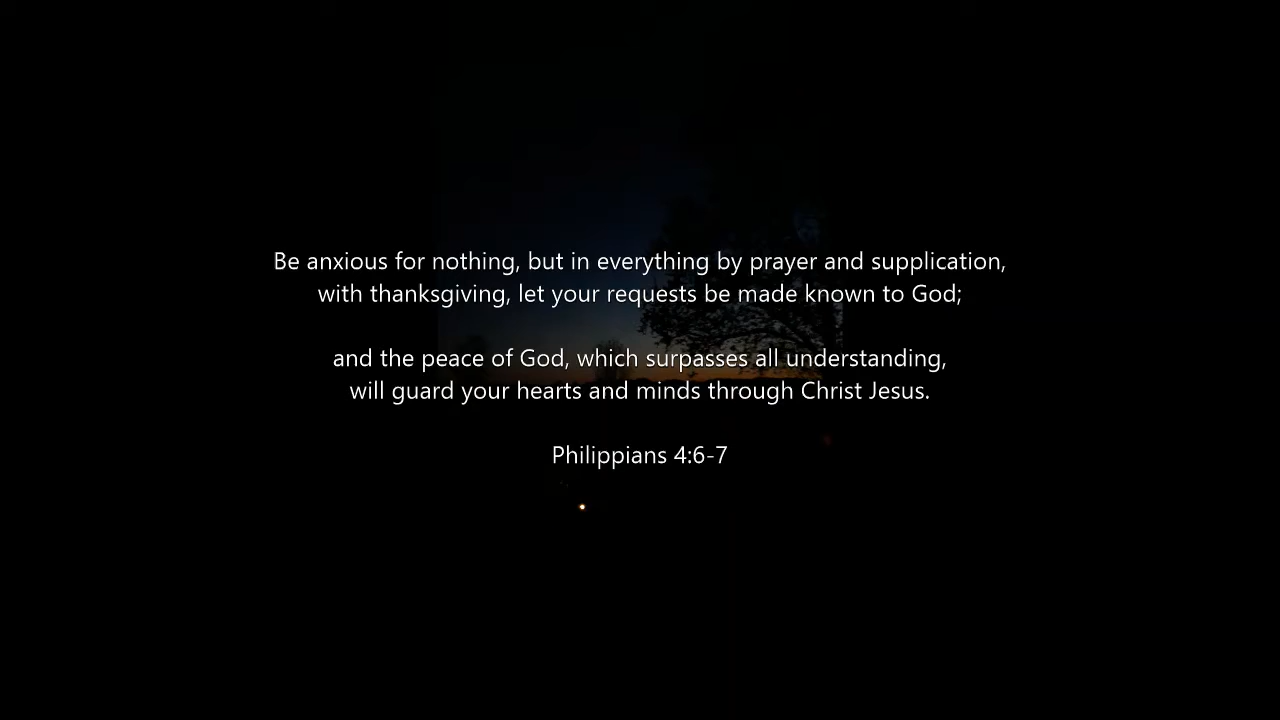 Be anxious for nothing, but in everything by prayer and supplication,
with thanksgiving, let your requests be made known to God;
and the peace of God, which surpasses all understanding,
will guard your hearts and minds through Christ Jesus.
Philippians 4:6-7